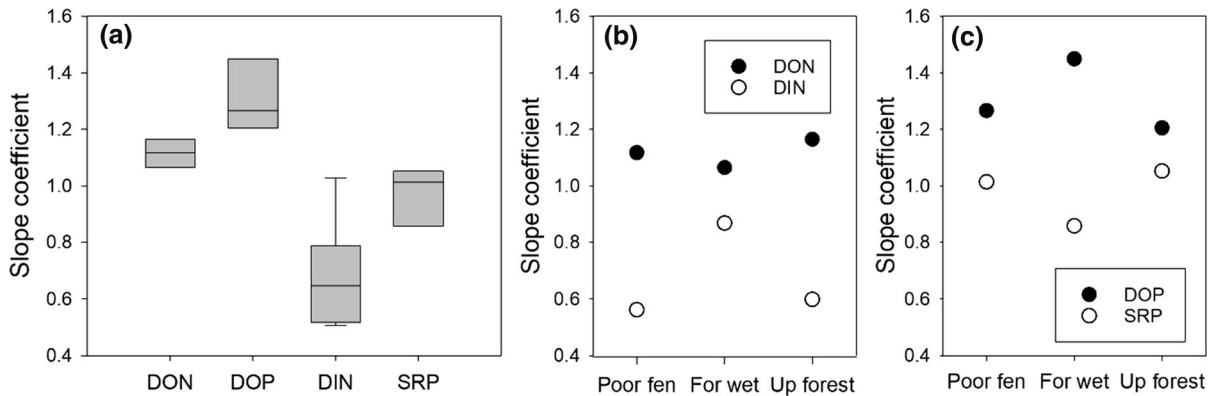 (a)
Slope coefficient
1.6
1.4
1.2
1.0
0.8
0.6
0.4
DON DOP DIN SRP
(b)
Slope coefficient
1.6
1.4
1.2
1.0
0.8
0.6
0.4
DON
DIN
Poor fen For wet Up forest
(c)
Slope coefficient
1.6
1.4
1.2
1.0
0.8
0.6
0.4
DOP
SRP
Poor fen For wet Up forest